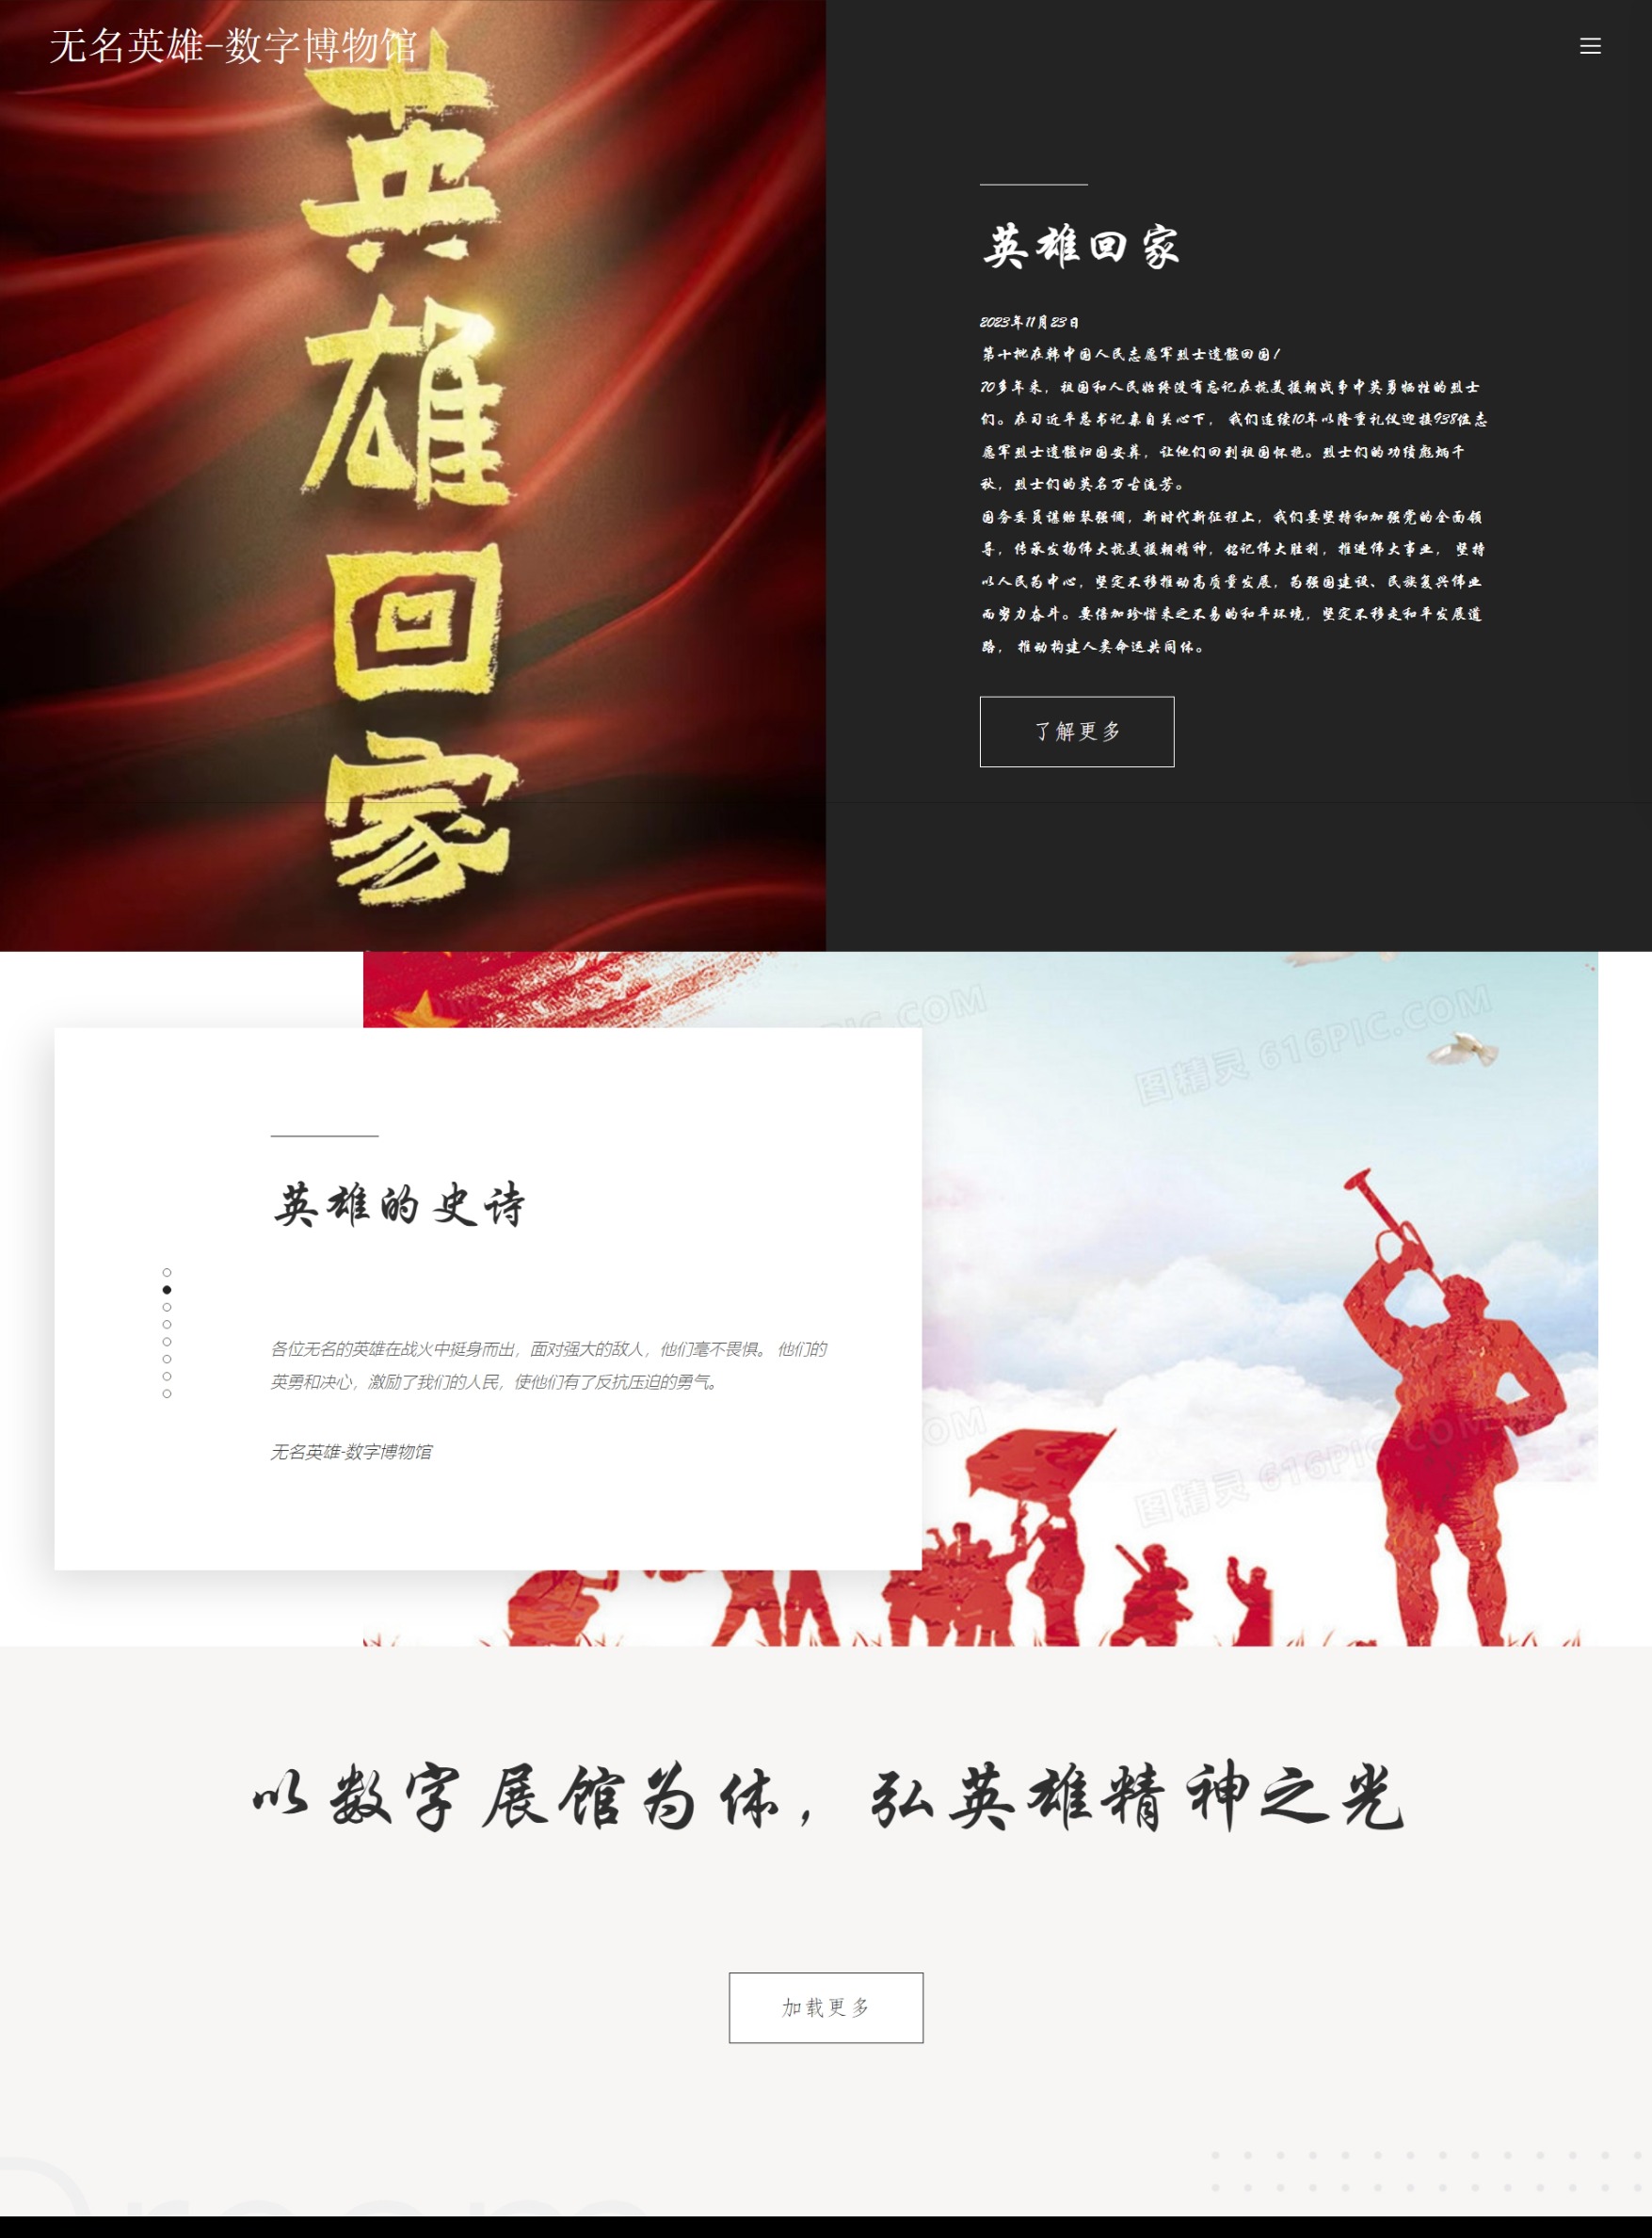 无名英雄-数字博物馆
英
雄
回
家
英雄回家
2023年11月23日
第十批在韩中国人民志愿军烈士遗骸回国!
70多年来，祖国和人民始终没有忘记在抗美援朝战争中英勇牺牲的烈士
们。在习近平总书记亲自关心下， 我们连续10年以隆重礼仪迎接938位志
愿军烈士遗骸归国安葬，让他们回到祖国怀抱。烈士们的功绩彪炳千
秋，烈士们的英名万古流芳。
国务委员谌贻琴强调，新时代新征程上，我们要坚持和加强党的全面领
导，传承发扬伟大抗美援朝精神，铭记伟大胜利，推进伟大事业， 坚持
以人民为中心，坚定不移推动高质量发展，为强国建设、民族复兴伟业
而努力奋斗。要倍加珍惜来之不易的和平环境，坚定不移走和平发展道
路， 推动构建人类命运共同体。
了解更多
PIC.COM
图精灵 616PIC.COM
英雄的史诗
各位无名的英雄在战火中挺身而出，面对强大的敌人，他们毫不畏惧。 他们的
英勇和决心，激励了我们的人民，使他们有了反抗压迫的勇气。
无名英雄-数字博物馆
COM
图精灵 616PIC.COM
以数字展馆为体，弘英雄精神之光
加载更多
Dream